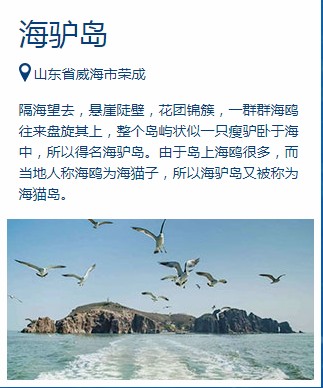 海驴岛
山东省威海市荣成
隔海望去，悬崖陡壁，花团锦簇，一群群海鸥
往来盘旋其上，整个岛屿状似一只瘦驴卧于海
中，所以得名海驴岛。由于岛上海鸥很多，而
当地人称海鸥为海猫子，所以海驴岛又被称为
海猫岛。